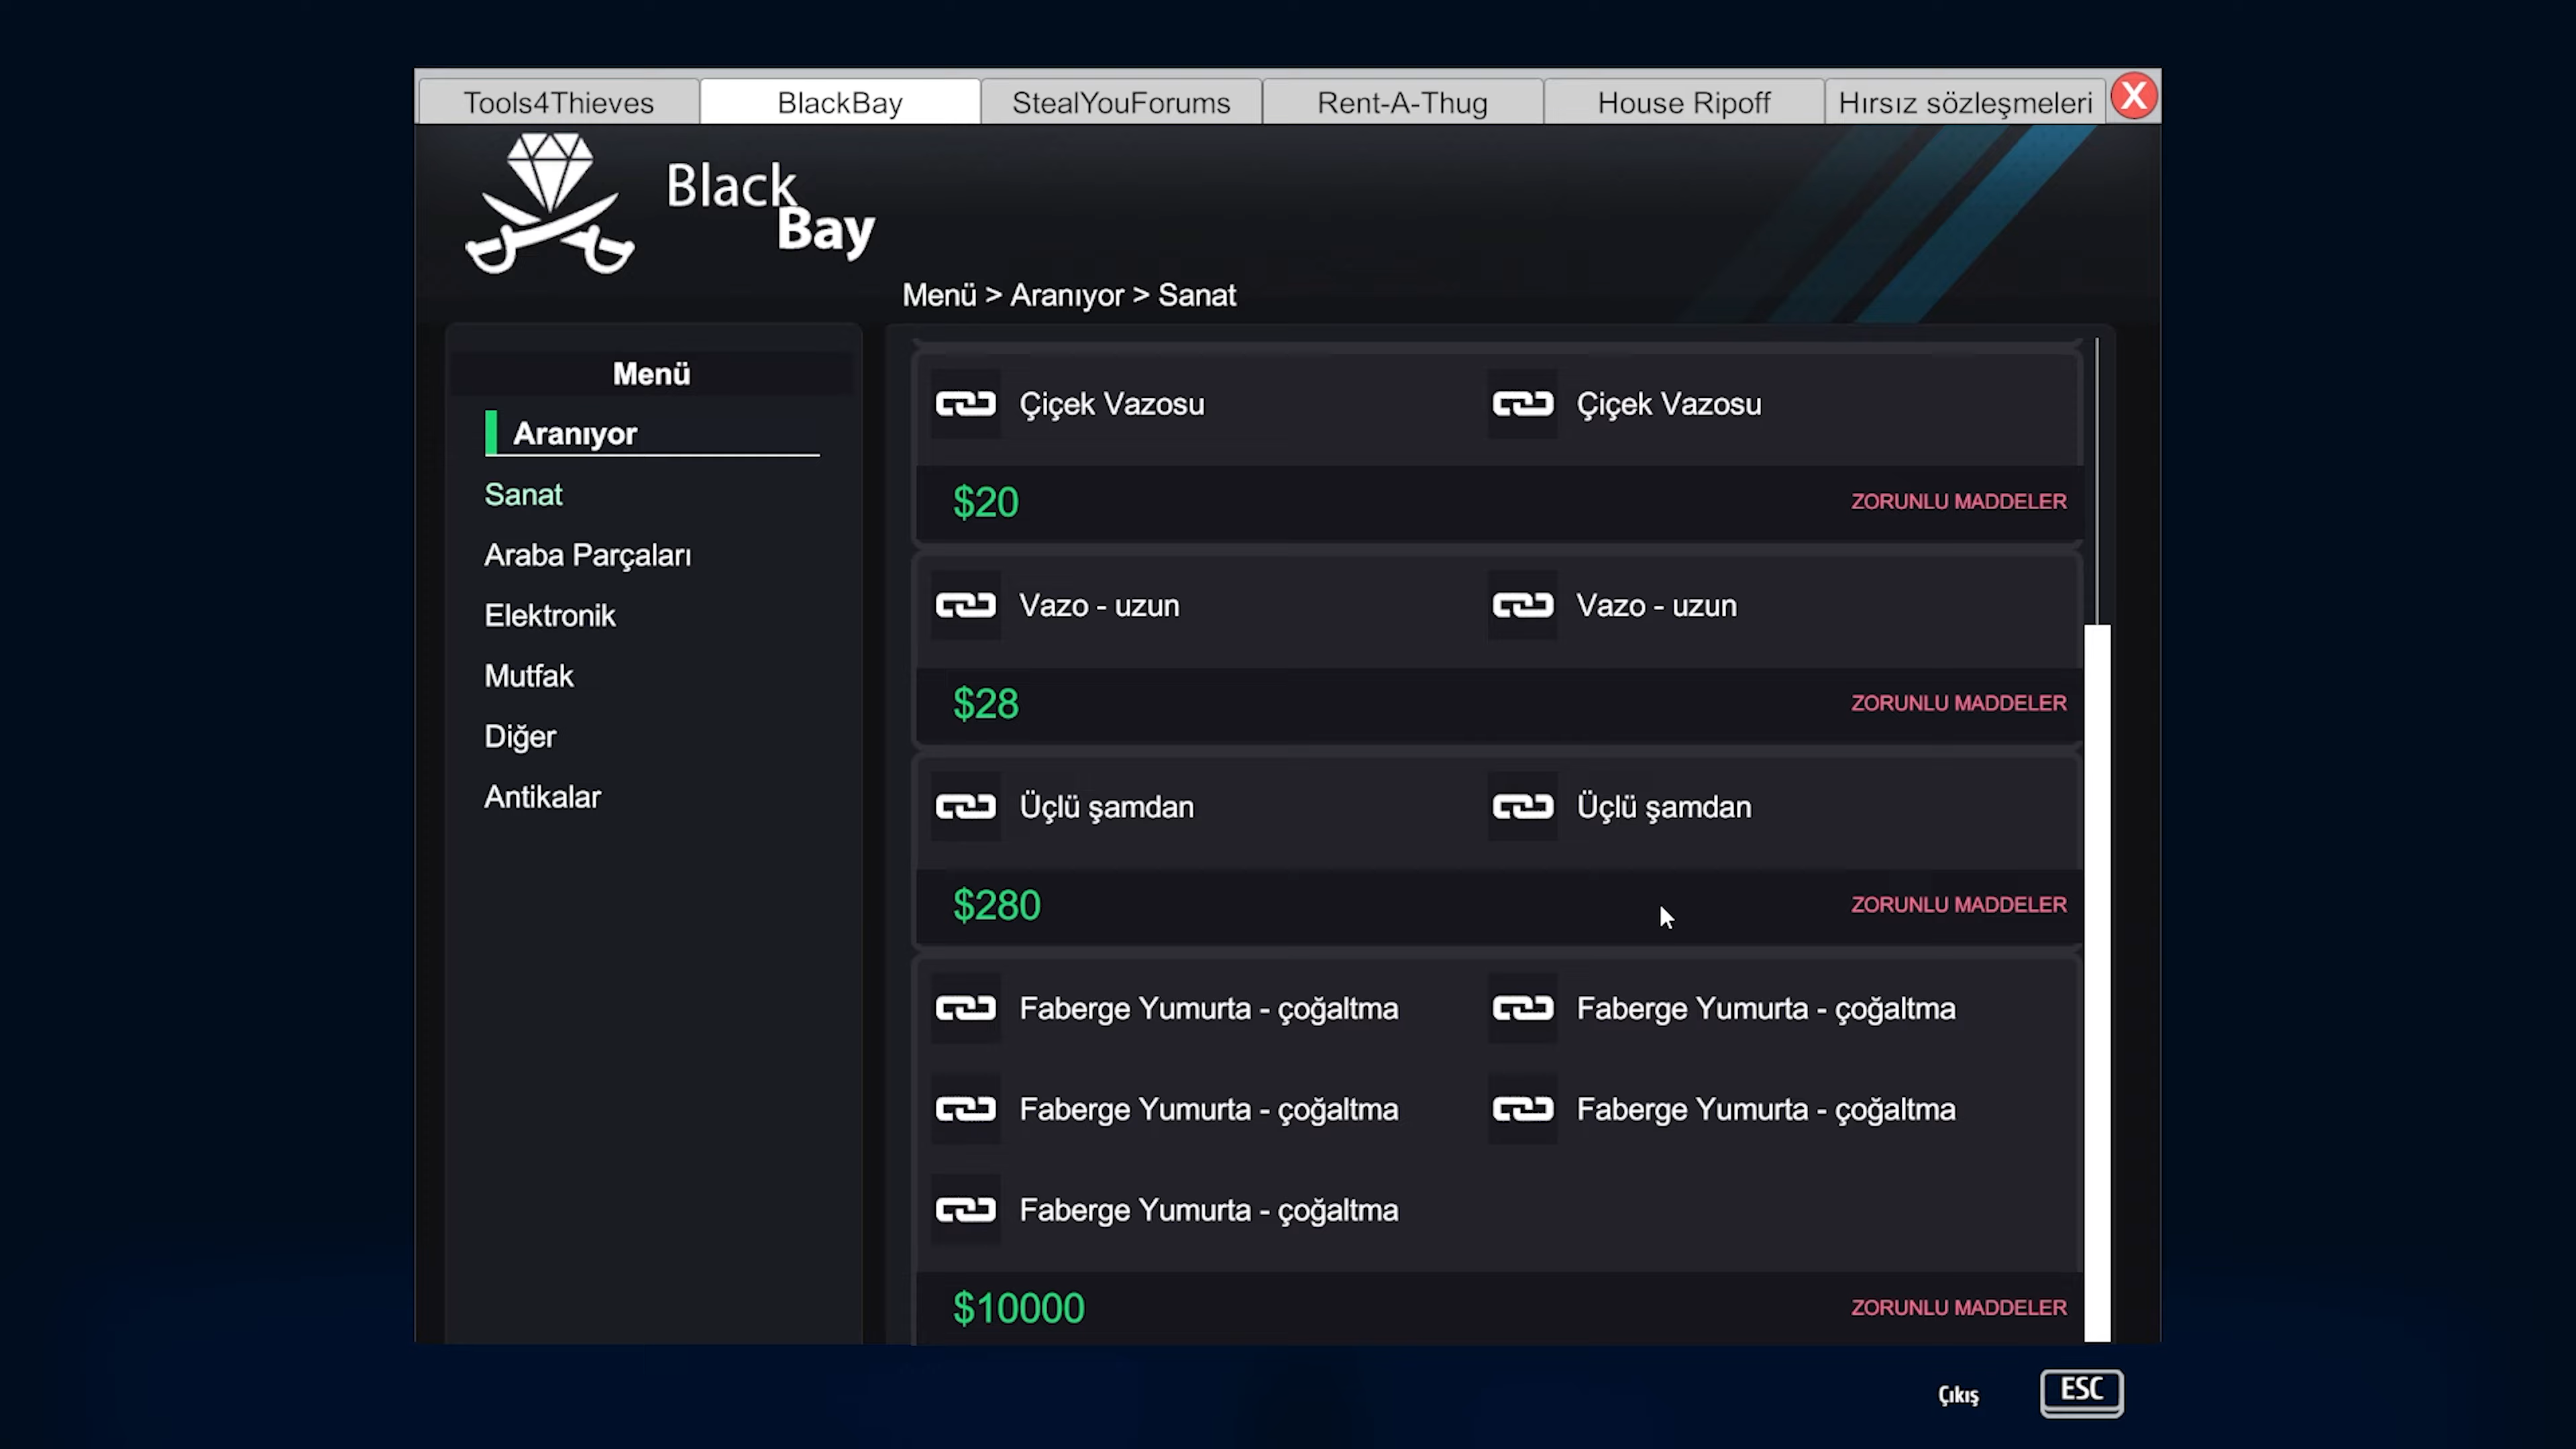 Tools4Thieves BlackBay StealYouForums Rent-A-Thug House Ripoff Hırsız sözleşmeleri X
Black
Bay
Menü > Aranıyor > Sanat
Menü
Aranıyor
Sanat
Araba Parçaları
Elektronik
Mutfak
Diğer
Antikalar
Çiçek Vazosu Çiçek Vazosu
$20 ZORUNLU MADDELER
Vazo - uzun Vazo - uzun
$28 ZORUNLU MADDELER
Üçlü şamdan Üçlü şamdan
$280 ZORUNLU MADDELER
Faberge Yumurta - çoğaltma Faberge Yumurta - çoğaltma
Faberge Yumurta - çoğaltma Faberge Yumurta - çoğaltma
Faberge Yumurta - çoğaltma
$10000 ZORUNLU MADDELER
Çıkış ESC